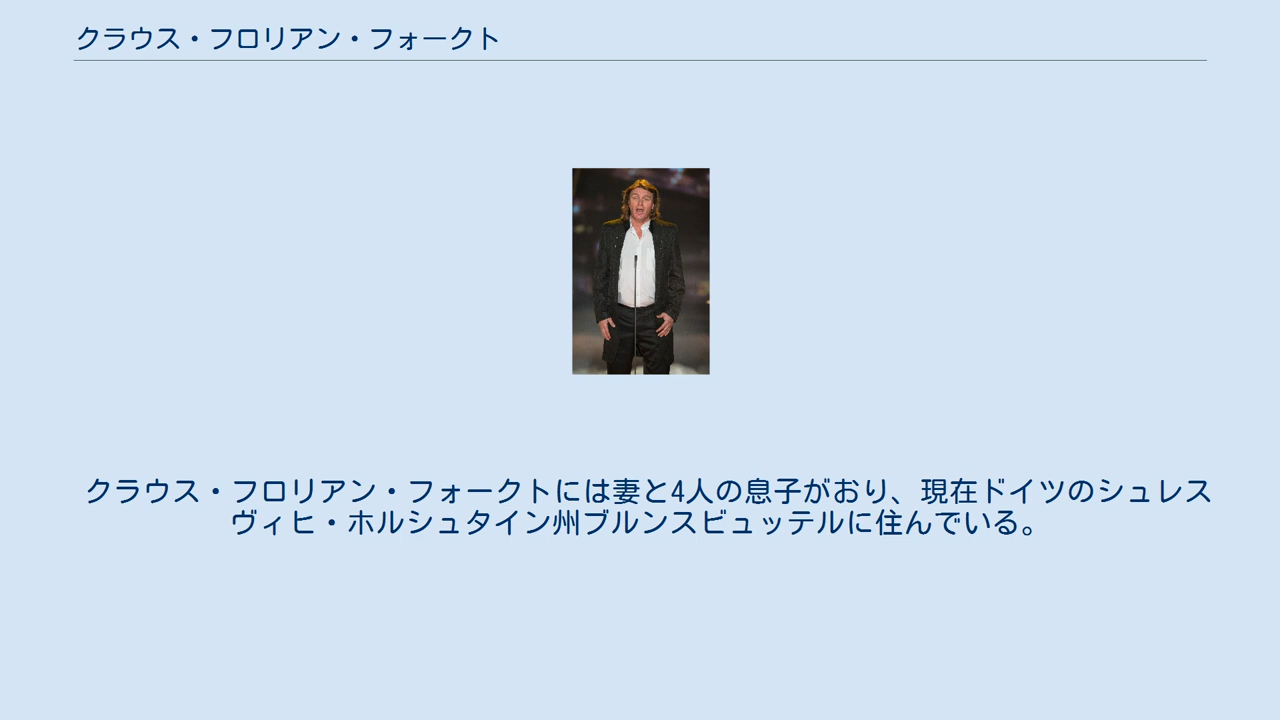 クラウス・フロリアン・フォークト
クラウス・フロリアン・フォークトには妻と4人の息子がおり、現在ドイツのシュレス
ヴィヒ・ホルシュタイン州ブルンスビュッテルに住んでいる。